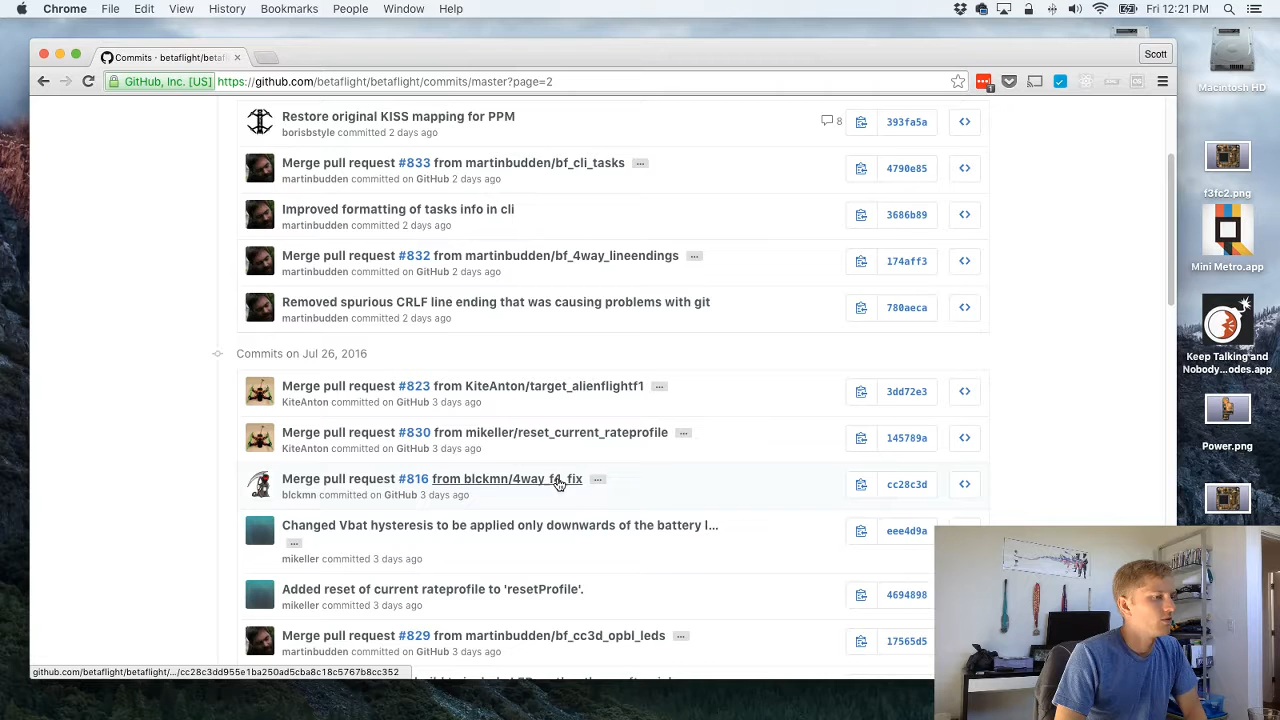 Chrome File Edit View History Bookmarks People Window Help Fri 12:21 PM
Commits · betaflight/betaf
Scott
GitHub, Inc. [US] https://github.com/betaflight/betaflight/commits/master?page=2
Macintosh HD
Restore original KISS mapping for PPM
borisbstyle committed 2 days ago
8
393fa5a
Merge pull request #833 from martinbudden/bf_cli_tasks ...
martinbudden committed on GitHub 2 days ago
4790e85
f3fc2.png
Improved formatting of tasks info in cli
martinbudden committed 2 days ago
3686b89
Merge pull request #832 from martinbudden/bf_4way_lineendings ...
martinbudden committed on GitHub 2 days ago
174aff3
Mini Metro.app
Removed spurious CRLF line ending that was causing problems with git
martinbudden committed 2 days ago
780aeca
Commits on Jul 26, 2016
Keep Talking and
Nobody...odes.app
Merge pull request #823 from KiteAnton/target_alienflightf1 ...
KiteAnton committed on GitHub 3 days ago
3dd72e3
Merge pull request #830 from mikeller/reset_current_rateprofile ...
KiteAnton committed on GitHub 3 days ago
145789a
Power.png
Merge pull request #816 from blckmn/4way_f4_fix ...
blckmn committed on GitHub 3 days ago
cc28c3d
Changed Vbat hysteresis to be applied only downwards of the battery l...
...
mikeller committed 3 days ago
eee4d9a
Added reset of current rateprofile to 'resetProfile'.
mikeller committed 3 days ago
4694898
Merge pull request #829 from martinbudden/bf_cc3d_opbl_leds ...
martinbudden committed on GitHub 3 days ago
17565d5
github.com/betaflight/betaflight/.../cc28c3dd955e1ba250ad5cba8c18c5767b8cc352